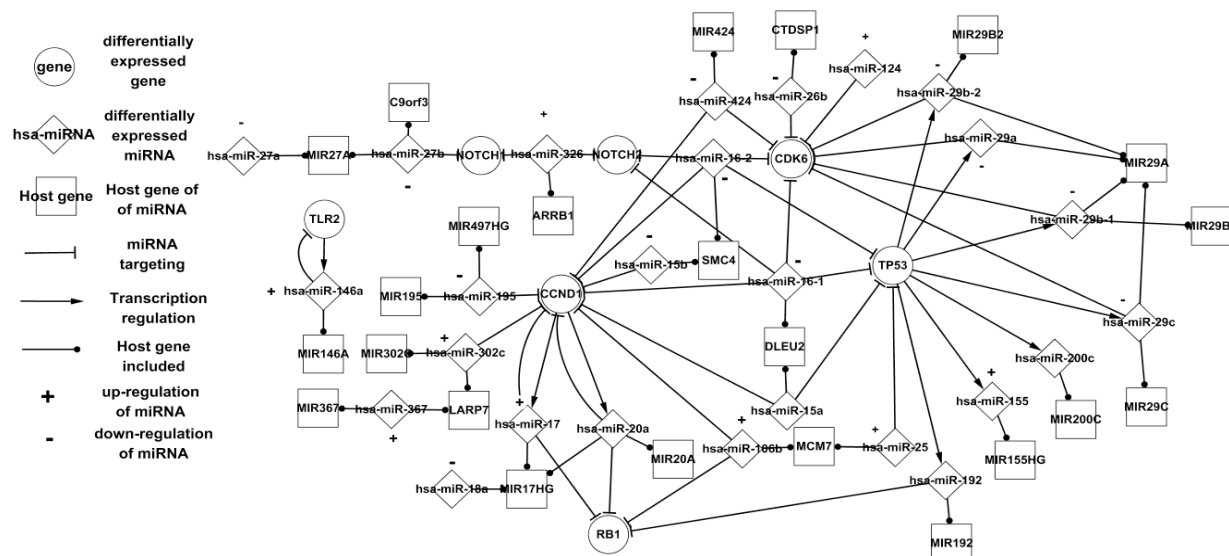 gene
differentially
expressed
gene
hsa-miRNA
differentially
expressed
miRNA
Host gene
Host gene
of miRNA
miRNA
targeting
Transcription
regulation
Host gene
included
+
up-regulation
of miRNA
-
down-regulation
of miRNA
MIR424
CTDSP1
+
MIR29B2
-
-
hsa-miR-124
-
hsa-miR-424
hsa-miR-26b
hsa-miR-29b-2
C9orf3
-
+
hsa-miR-29a
hsa-miR-27a
MIR27A
hsa-miR-27b
NOTCH1
hsa-miR-326
NOTCH2
hsa-miR-16-2
CDK6
MIR29A
-
-
-
-
ARRB1
hsa-miR-29b-1
TLR2
MIR497HG
MIR29B
-
SMC4
-
-
hsa-miR-15b
TP53
+
hsa-miR-146a
MIR195
hsa-miR-195
CCND1
hsa-miR-16-1
-
hsa-miR-29c
MIR146A
MIR302C
+
hsa-miR-302c
DLEU2
hsa-miR-200c
+
MIR367
hsa-miR-367
LARP7
+
hsa-miR-15a
hsa-miR-155
MIR200C
MIR29C
+
hsa-miR-17
hsa-miR-20a
+
hsa-miR-106b
MCM7
+
hsa-miR-25
MIR155HG
MIR20A
-
hsa-miR-18a
MIR17HG
hsa-miR-192
RB1
MIR192